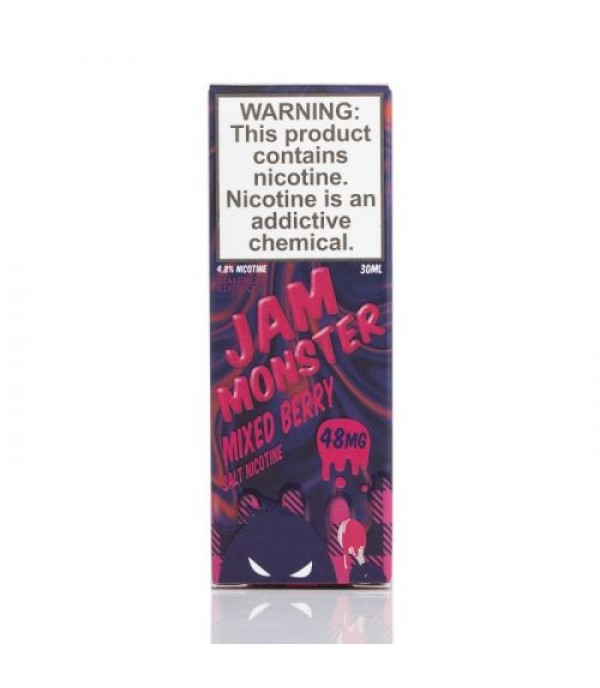 WARNING:
This product
contains
nicotine.
Nicotine is an
addictive
chemical.
4.8% NICOTINE 30ML
JAM
MONSTER
MIXED BERRY
SALT NICOTINE
48MG